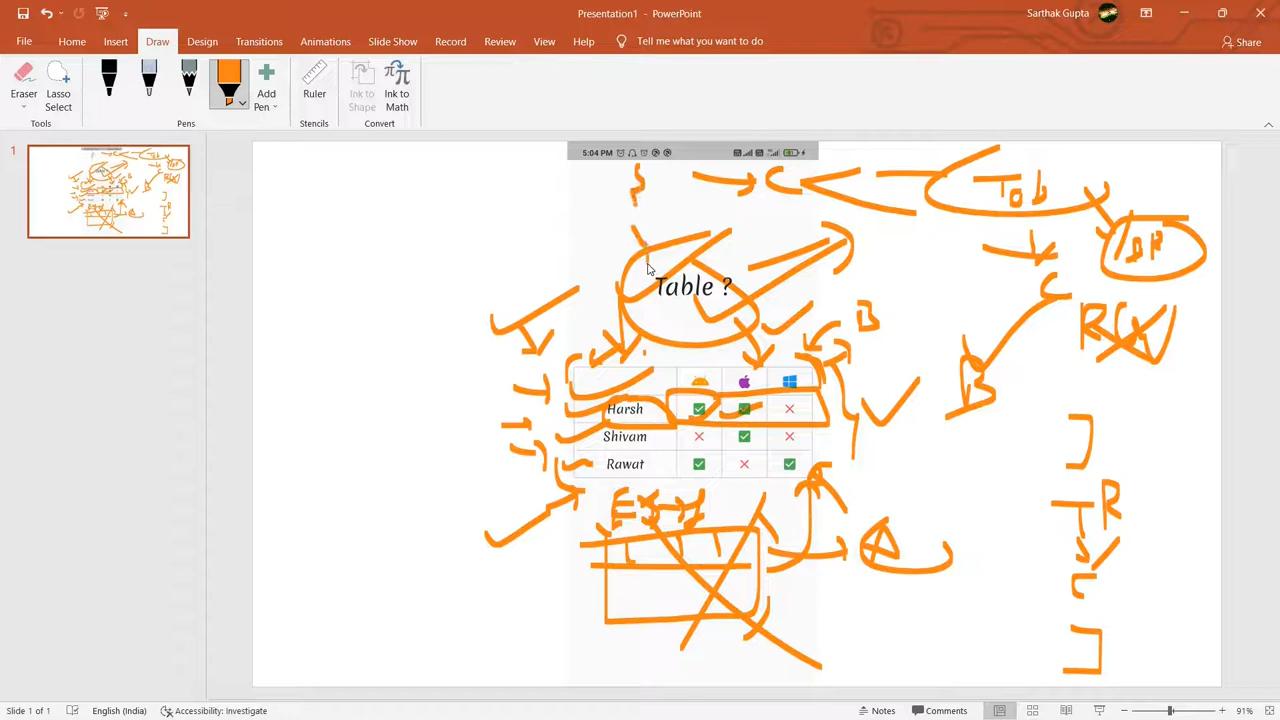 Presentation1 - PowerPoint
Sarthak Gupta
File Home Insert Draw Design Transitions Animations Slide Show Record Review View Help Tell me what you want to do
Share
Eraser
Lasso Select
Add Pen
Ruler
Ink to Shape
Ink to Math
Tools
Pens
Stencils
Convert
1
5:04 PM
Table ?
B
C
B
Harsh
Shivam
Rawat
R
Slide 1 of 1
English (India)
Accessibility: Investigate
Notes
Comments
91%